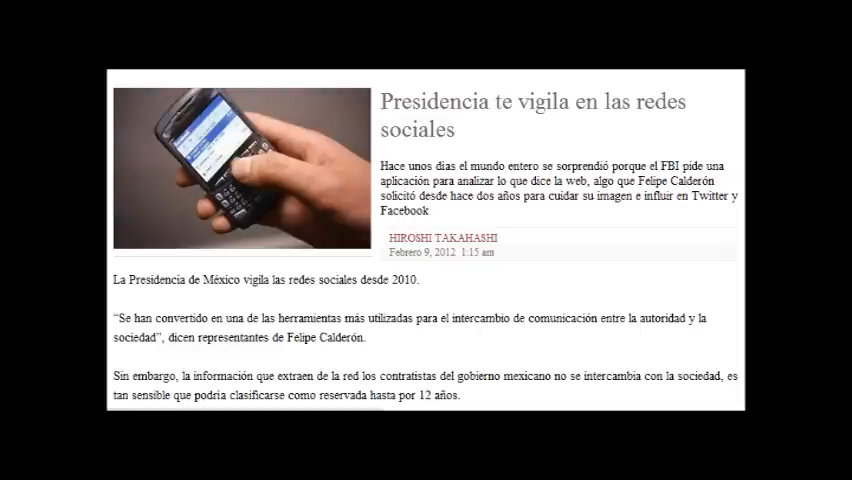 Presidencia te vigila en las redes
sociales
Hace unos días el mundo entero se sorprendió porque el FBI pide una
aplicación para analizar lo que dice la web, algo que Felipe Calderón
solicitó desde hace dos años para cuidar su imagen e influir en Twitter y
Facebook
HIROSHI TAKAHASHI
Febrero 9, 2012 1:15 am
La Presidencia de México vigila las redes sociales desde 2010.
“Se han convertido en una de las herramientas más utilizadas para el intercambio de comunicación entre la autoridad y la
sociedad”, dicen representantes de Felipe Calderón.
Sin embargo, la información que extraen de la red los contratistas del gobierno mexicano no se intercambia con la sociedad, es
tan sensible que podría clasificarse como reservada hasta por 12 años.